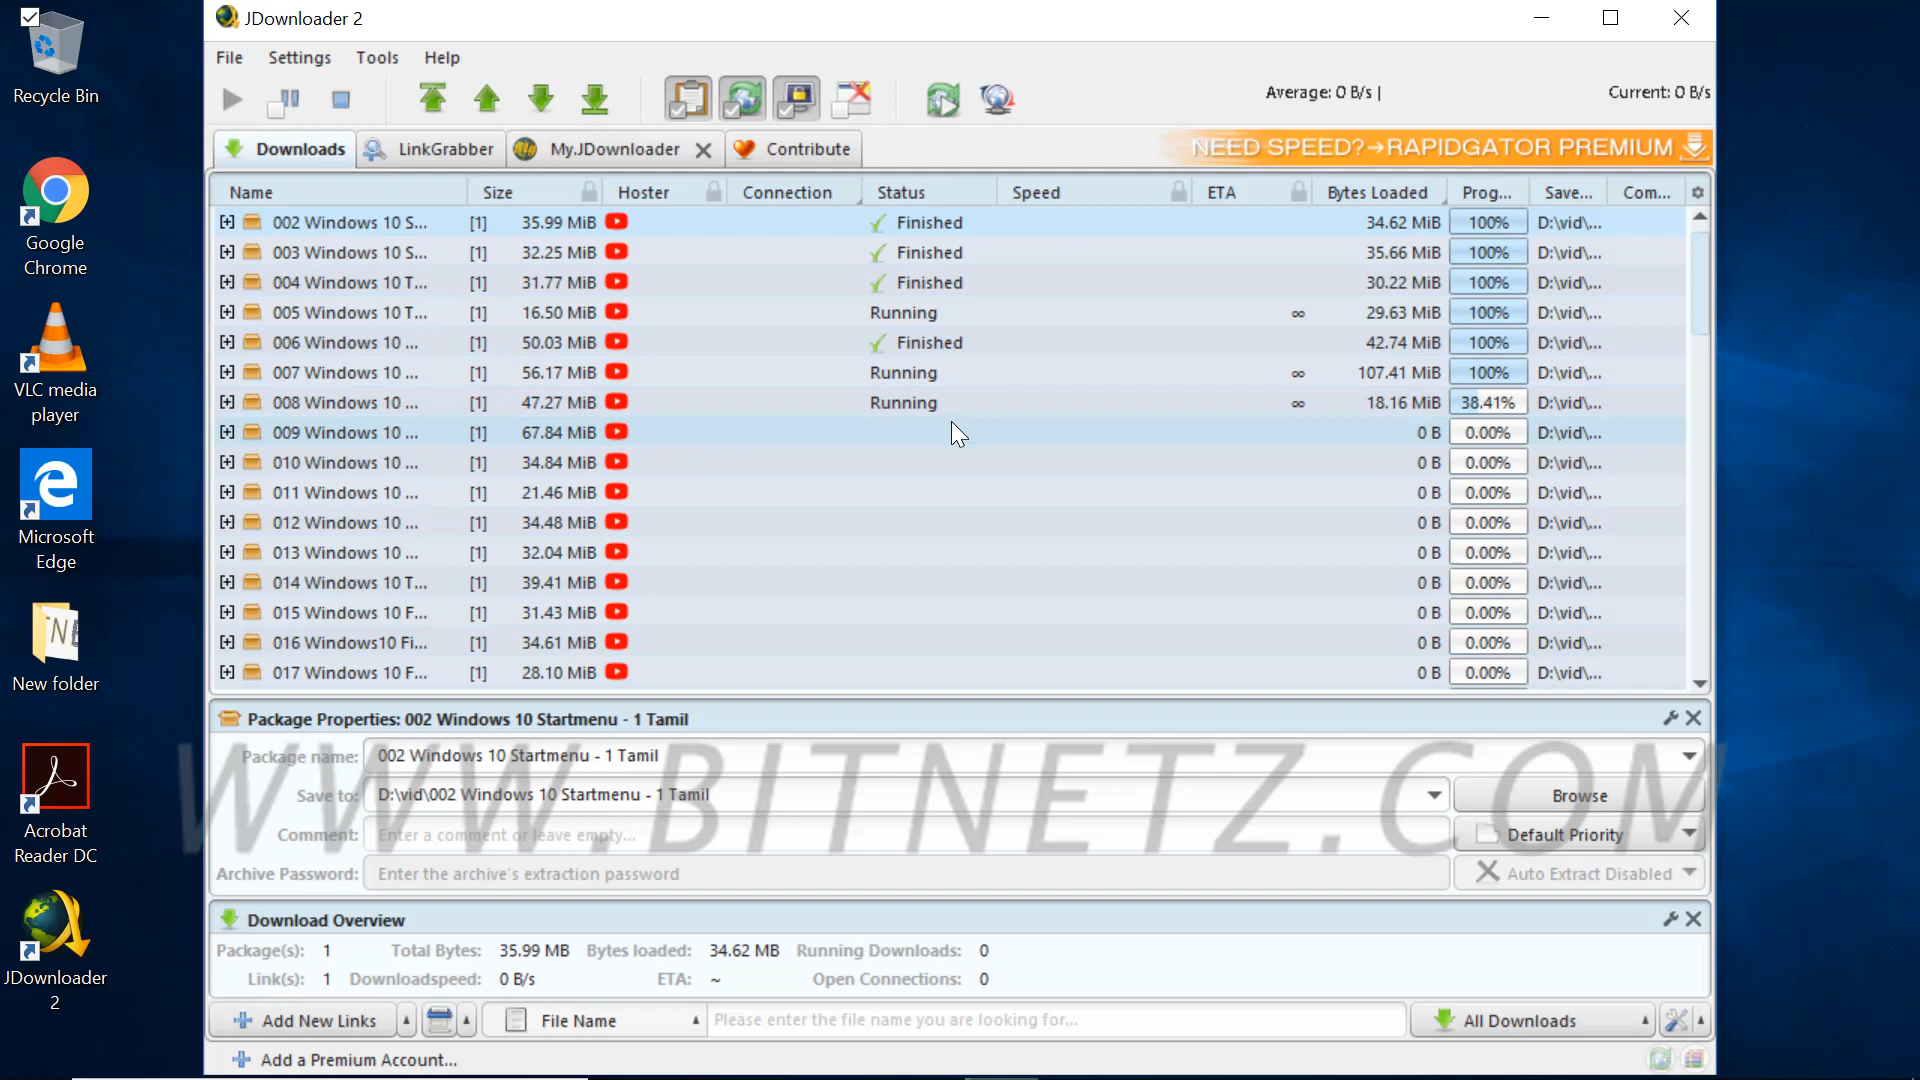 JDownloader 2
File Settings Tools Help
Average: 0 B/s | Current: 0 B/s
Downloads LinkGrabber My.JDownloader Contribute
NEED SPEED?→RAPIDGATOR PREMIUM
Name Size Hoster Connection Status Speed ETA Bytes Loaded Prog... Save... Com...
[+] 002 Windows 10 S... [1] 35.99 MiB Finished 34.62 MiB 100% D:\vid\...
[+] 003 Windows 10 S... [1] 32.25 MiB Finished 35.66 MiB 100% D:\vid\...
[+] 004 Windows 10 T... [1] 31.77 MiB Finished 30.22 MiB 100% D:\vid\...
[+] 005 Windows 10 T... [1] 16.50 MiB Running ∞ 29.63 MiB 100% D:\vid\...
[+] 006 Windows 10 ... [1] 50.03 MiB Finished 42.74 MiB 100% D:\vid\...
[+] 007 Windows 10 ... [1] 56.17 MiB Running ∞ 107.41 MiB 100% D:\vid\...
[+] 008 Windows 10 ... [1] 47.27 MiB Running ∞ 18.16 MiB 38.41% D:\vid\...
[+] 009 Windows 10 ... [1] 67.84 MiB 0 B 0.00% D:\vid\...
[+] 010 Windows 10 ... [1] 34.84 MiB 0 B 0.00% D:\vid\...
[+] 011 Windows 10 ... [1] 21.46 MiB 0 B 0.00% D:\vid\...
[+] 012 Windows 10 ... [1] 34.48 MiB 0 B 0.00% D:\vid\...
[+] 013 Windows 10 ... [1] 32.04 MiB 0 B 0.00% D:\vid\...
[+] 014 Windows 10 T... [1] 39.41 MiB 0 B 0.00% D:\vid\...
[+] 015 Windows 10 F... [1] 31.43 MiB 0 B 0.00% D:\vid\...
[+] 016 Windows10 Fi... [1] 34.61 MiB 0 B 0.00% D:\vid\...
[+] 017 Windows 10 F... [1] 28.10 MiB 0 B 0.00% D:\vid\...
Package Properties: 002 Windows 10 Startmenu - 1 Tamil
Package name: 002 Windows 10 Startmenu - 1 Tamil
Save to: D:\vid\002 Windows 10 Startmenu - 1 Tamil Browse
Comment: Enter a comment or leave empty... Default Priority
Archive Password: Enter the archive's extraction password Auto Extract Disabled
WWW.BITNETZ.COM
Download Overview
Package(s): 1 Total Bytes: 35.99 MB Bytes loaded: 34.62 MB Running Downloads: 0
Link(s): 1 Downloadspeed: 0 B/s ETA: ~ Open Connections: 0
Add New Links File Name Please enter the file name you are looking for... All Downloads
Add a Premium Account...
Recycle Bin
Google
Chrome
VLC media
player
Microsoft
Edge
New folder
Acrobat
Reader DC
JDownloader
2